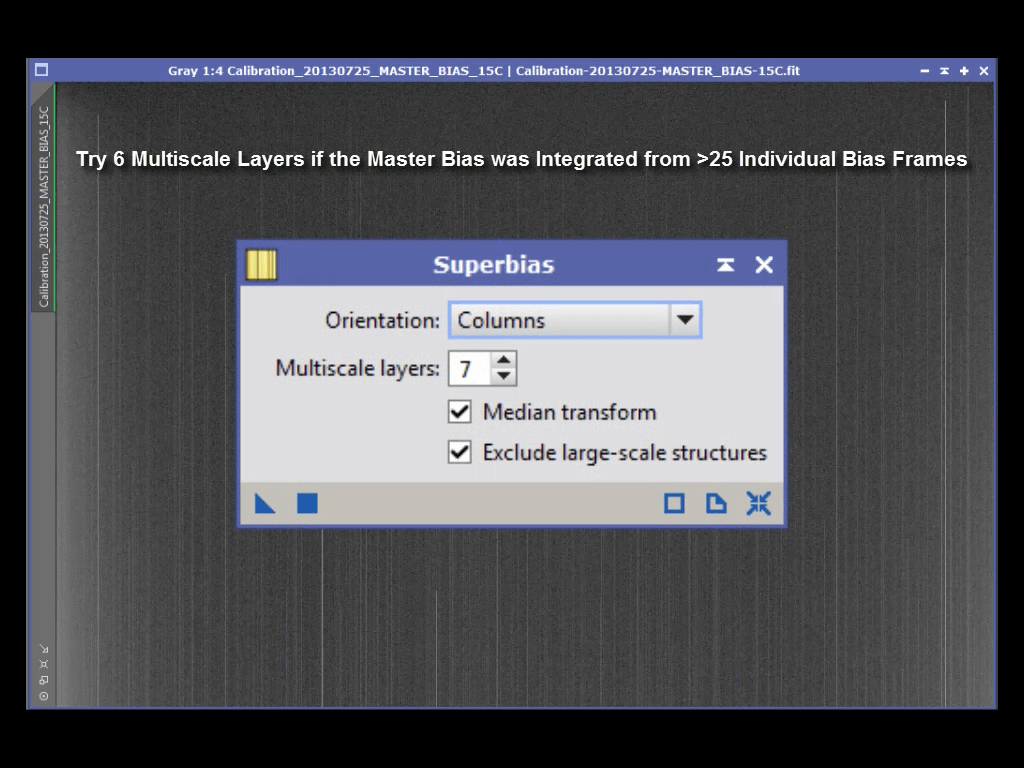 Gray 1:4 Calibration_20130725_MASTER_BIAS_15C | Calibration-20130725-MASTER_BIAS-15C.fit
Calibration_20130725_MASTER_BIAS_15C
Try 6 Multiscale Layers if the Master Bias was Integrated from >25 Individual Bias Frames
Superbias
Orientation: Columns
Multiscale layers: 7
Median transform
Exclude large-scale structures